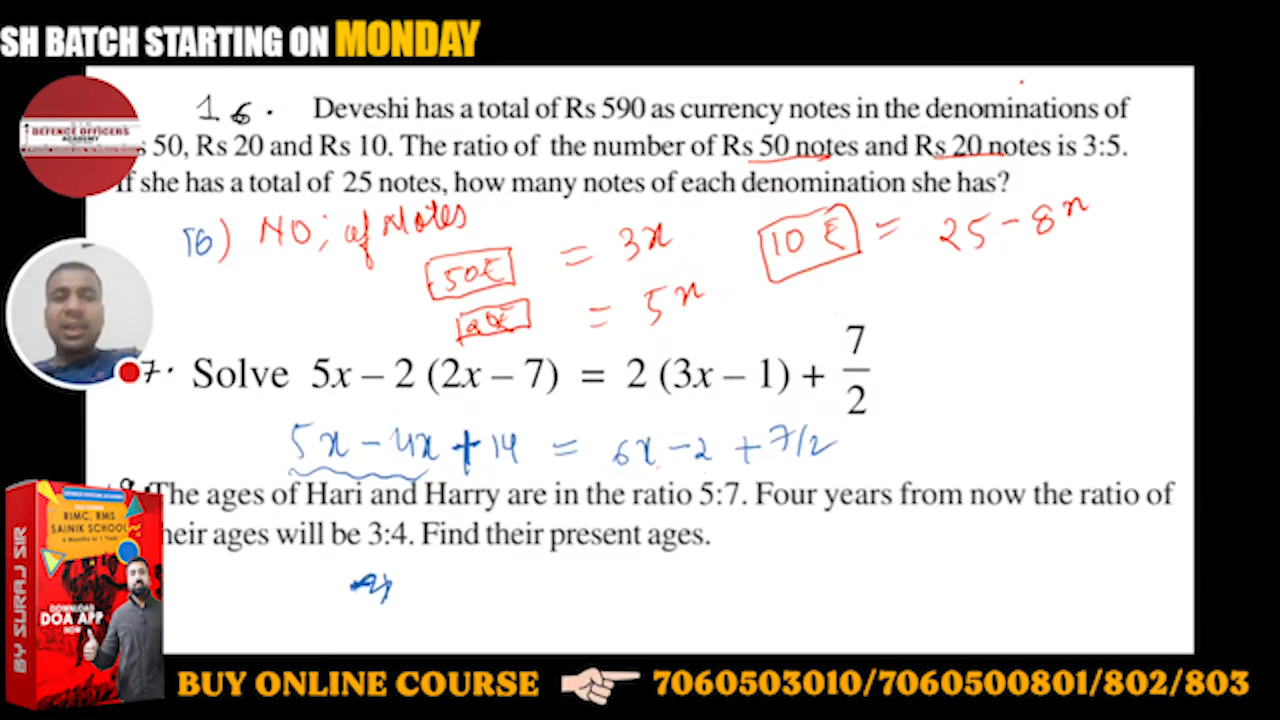 SH BATCH STARTING ON MONDAY
16. Deveshi has a total of Rs 590 as currency notes in the denominations of
50, Rs 20 and Rs 10. The ratio of the number of Rs 50 notes and Rs 20 notes is 3:5.
If she has a total of 25 notes, how many notes of each denomination she has?
DEFENCE OFFICERS
ACADEMY
16) NO; of Notes
50₹ = 3x
10 ₹ = 25-8x
= 5x
7. Solve 5x – 2 (2x – 7) = 2 (3x – 1) + 7/2
5x - 4x + 14 = 6x - 2 + 7/2
The ages of Hari and Harry are in the ratio 5:7. Four years from now the ratio of
heir ages will be 3:4. Find their present ages.
RIMC, RMS
SAINIK SCHOOL
DOWNLOAD
DOA APP
NOW
BY SURAJ SIR
BUY ONLINE COURSE 7060503010/7060500801/802/803